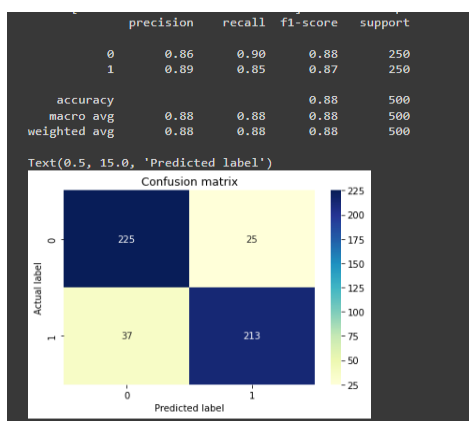 precision recall f1-score support
0 0.86 0.90 0.88 250
1 0.89 0.85 0.87 250
accuracy 0.88 500
macro avg 0.88 0.88 0.88 500
weighted avg 0.88 0.88 0.88 500
Text(0.5, 15.0, 'Predicted label')
Confusion matrix
Actual label
0 225 25
1 37 213
0 1
Predicted label
225
200
175
150
125
100
75
50
25